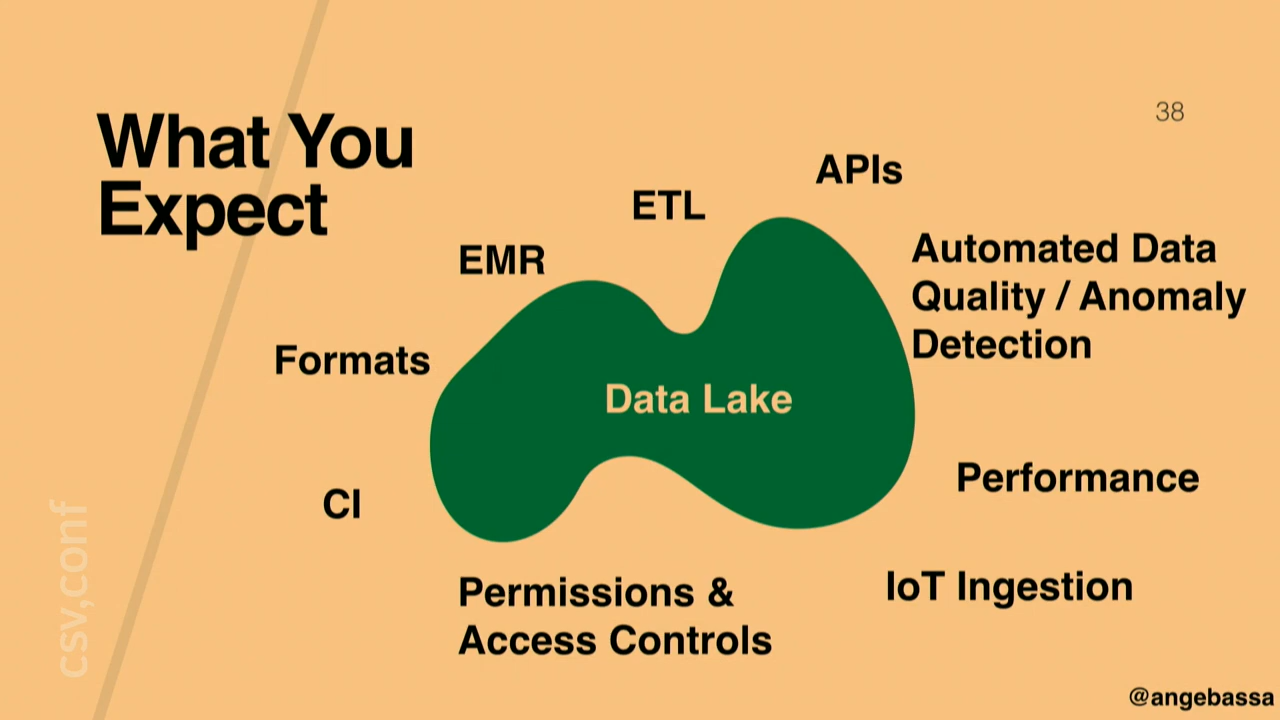 What You
Expect
38
APIs
ETL
EMR
Automated Data
Quality / Anomaly
Detection
Formats
Data Lake
Performance
CI
Permissions &
Access Controls
IoT Ingestion
csv,conf
@angebassa